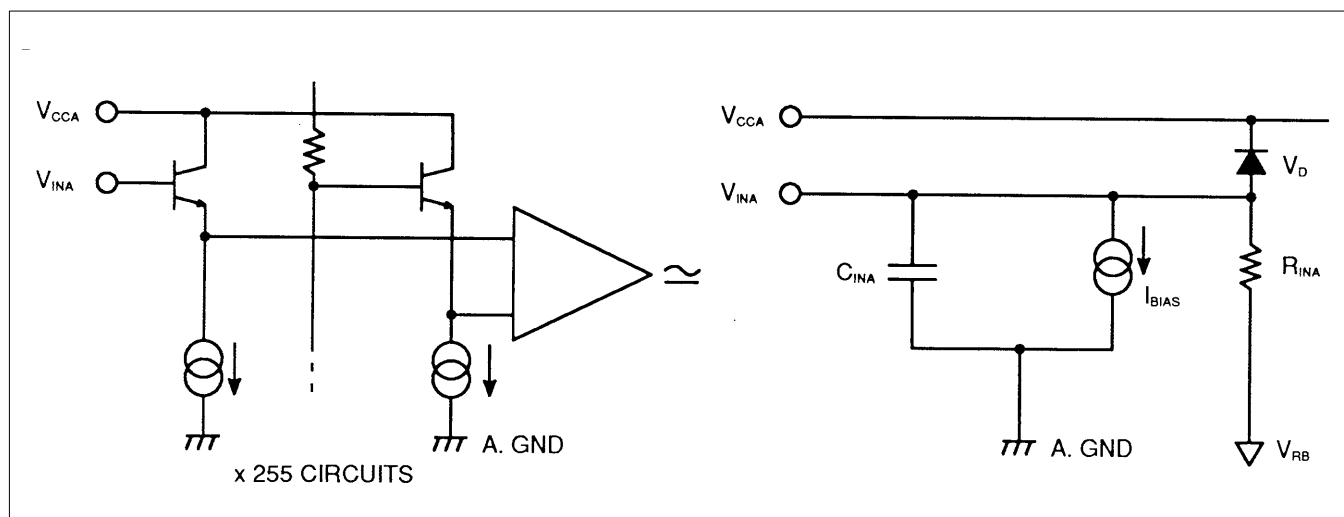 VCCA
VINA
A. GND
x 255 CIRCUITS
VCCA
VD
VINA
CINA
IBIAS
RINA
A. GND
VRB